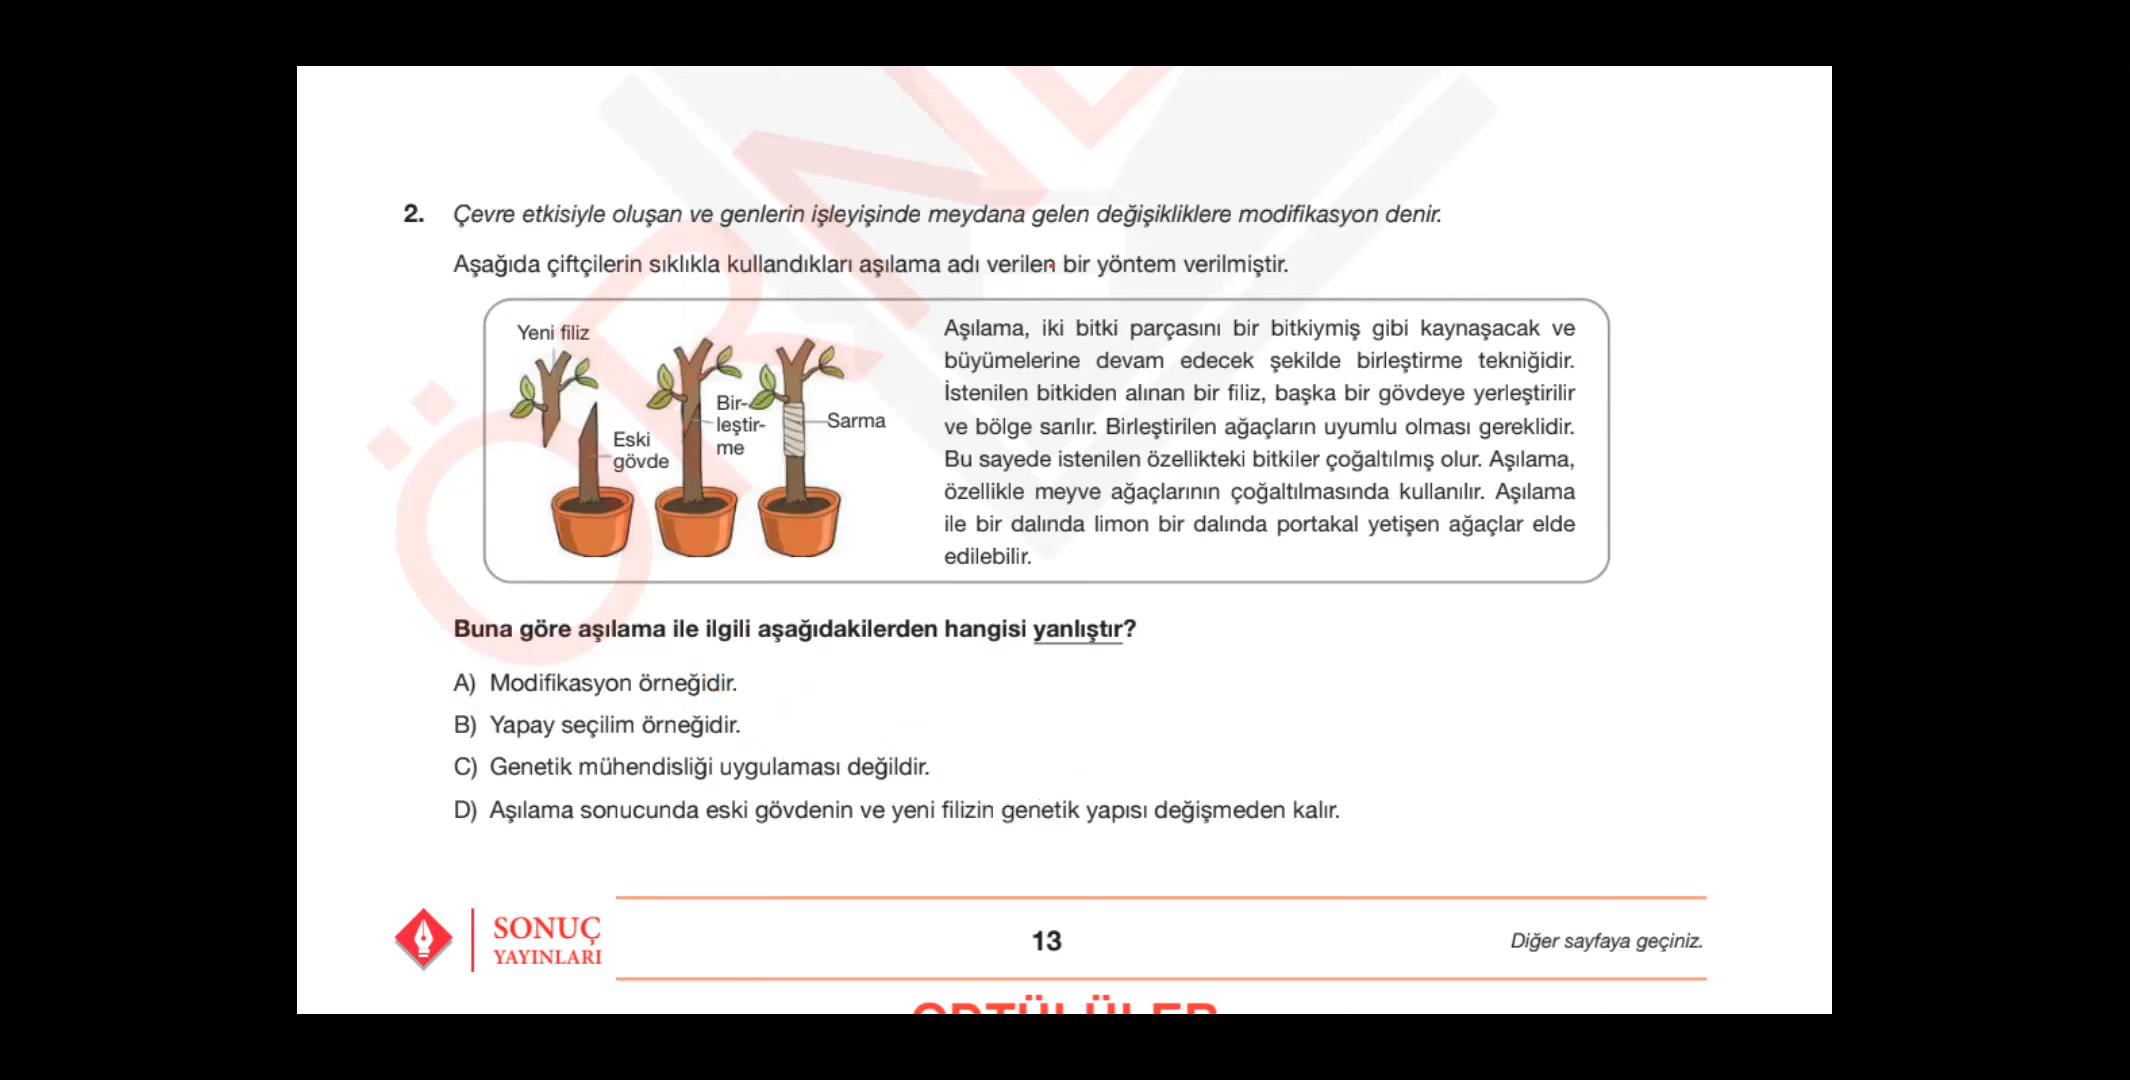 2. Çevre etkisiyle oluşan ve genlerin işleyişinde meydana gelen değişikliklere modifikasyon denir.
Aşağıda çiftçilerin sıklıkla kullandıkları aşılama adı verilen bir yöntem verilmiştir.
Yeni filiz
Eski
gövde
Bir-
leştir-
me
Sarma
Aşılama, iki bitki parçasını bir bitkiymiş gibi kaynaşacak ve
büyümelerine devam edecek şekilde birleştirme tekniğidir.
İstenilen bitkiden alınan bir filiz, başka bir gövdeye yerleştirilir
ve bölge sarılır. Birleştirilen ağaçların uyumlu olması gereklidir.
Bu sayede istenilen özellikteki bitkiler çoğaltılmış olur. Aşılama,
özellikle meyve ağaçlarının çoğaltılmasında kullanılır. Aşılama
ile bir dalında limon bir dalında portakal yetişen ağaçlar elde
edilebilir.
Buna göre aşılama ile ilgili aşağıdakilerden hangisi yanlıştır?
A) Modifikasyon örneğidir.
B) Yapay seçilim örneğidir.
C) Genetik mühendisliği uygulaması değildir.
D) Aşılama sonucunda eski gövdenin ve yeni filizin genetik yapısı değişmeden kalır.
SONUÇ
YAYINLARI
13
Diğer sayfaya geçiniz.